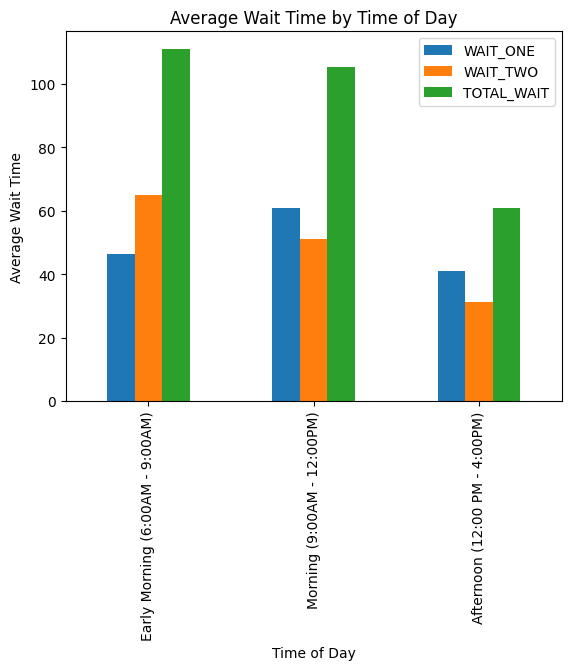 Average Wait Time by Time of Day
WAIT_ONE
WAIT_TWO
TOTAL_WAIT
Average Wait Time
100
80
60
40
20
0
Early Morning (6:00AM - 9:00AM)
Morning (9:00AM - 12:00PM)
Afternoon (12:00 PM - 4:00PM)
Time of Day